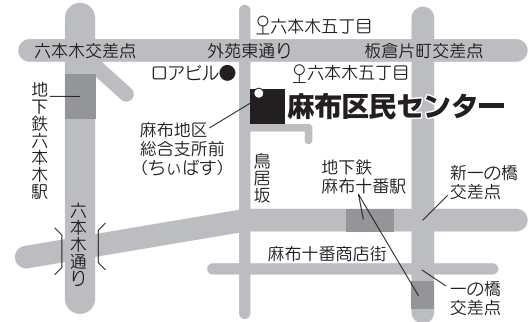 六本木五丁目
六本木交差点
外苑東通り
板倉片町交差点
ロアビル
六本木五丁目
地下鉄六本木駅
麻布区民センター
麻布地区
総合支所前
(ちぃばす)
鳥居坂
地下鉄
麻布十番駅
新一の橋
交差点
六本木通り
麻布十番商店街
一の橋
交差点